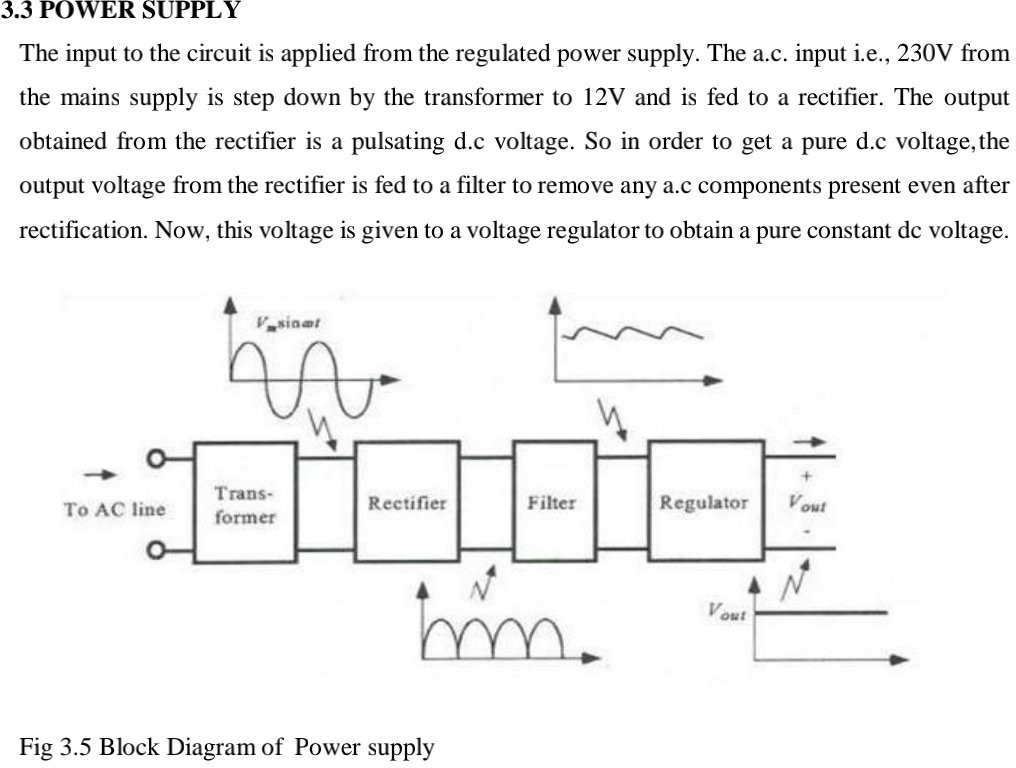 3.3 POWER SUPPLY
The input to the circuit is applied from the regulated power supply. The a.c. input i.e., 230V from
the mains supply is step down by the transformer to 12V and is fed to a rectifier. The output
obtained from the rectifier is a pulsating d.c voltage. So in order to get a pure d.c voltage,the
output voltage from the rectifier is fed to a filter to remove any a.c components present even after
rectification. Now, this voltage is given to a voltage regulator to obtain a pure constant dc voltage.
Vm sin ωt
To AC line
Trans-
former
Rectifier
Filter
Regulator
+
Vout
-
Vout
Fig 3.5 Block Diagram of Power supply